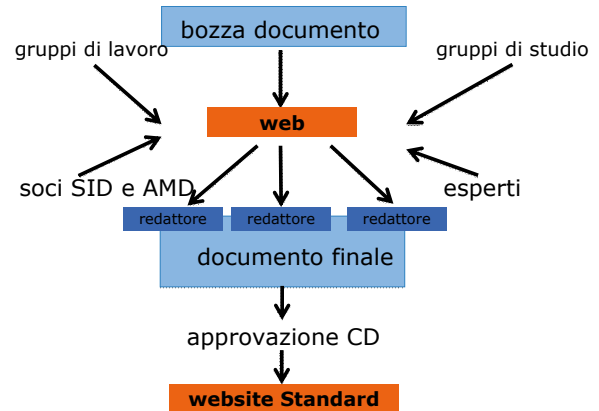 bozza documento
gruppi di lavoro
gruppi di studio
web
soci SID e AMD
esperti
redattore
redattore
redattore
documento finale
approvazione CD
website Standard